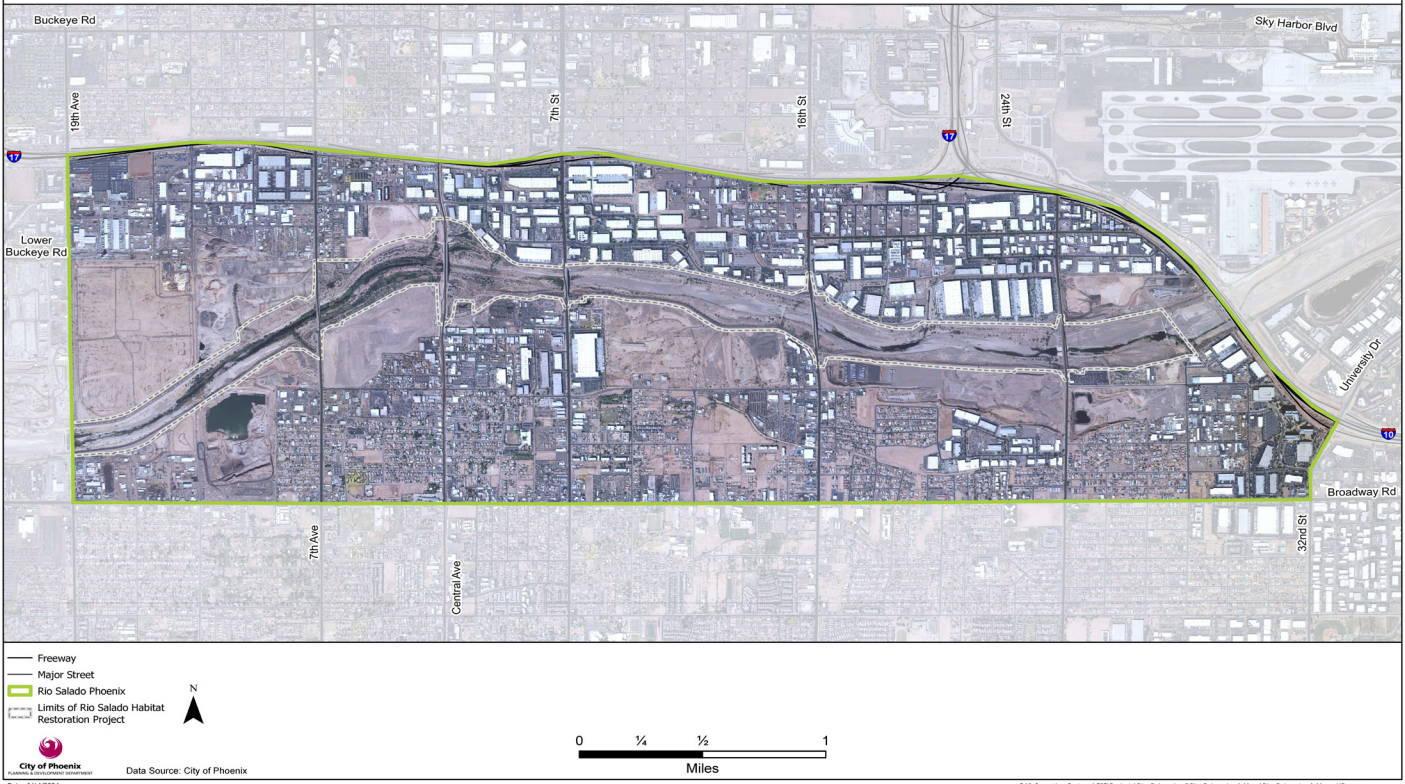 Buckeye Rd
Sky Harbor Blvd
19th Ave
7th St
16th St
24th St
17
17
Lower
Buckeye Rd
University Dr
10
Broadway Rd
7th Ave
Central Ave
32nd St
Freeway
Major Street
Rio Salado Phoenix
Limits of Rio Salado Habitat
Restoration Project
N
0 ¼ ½ 1
Miles
City of Phoenix
PLANNING & DEVELOPMENT DEPARTMENT
Data Source: City of Phoenix